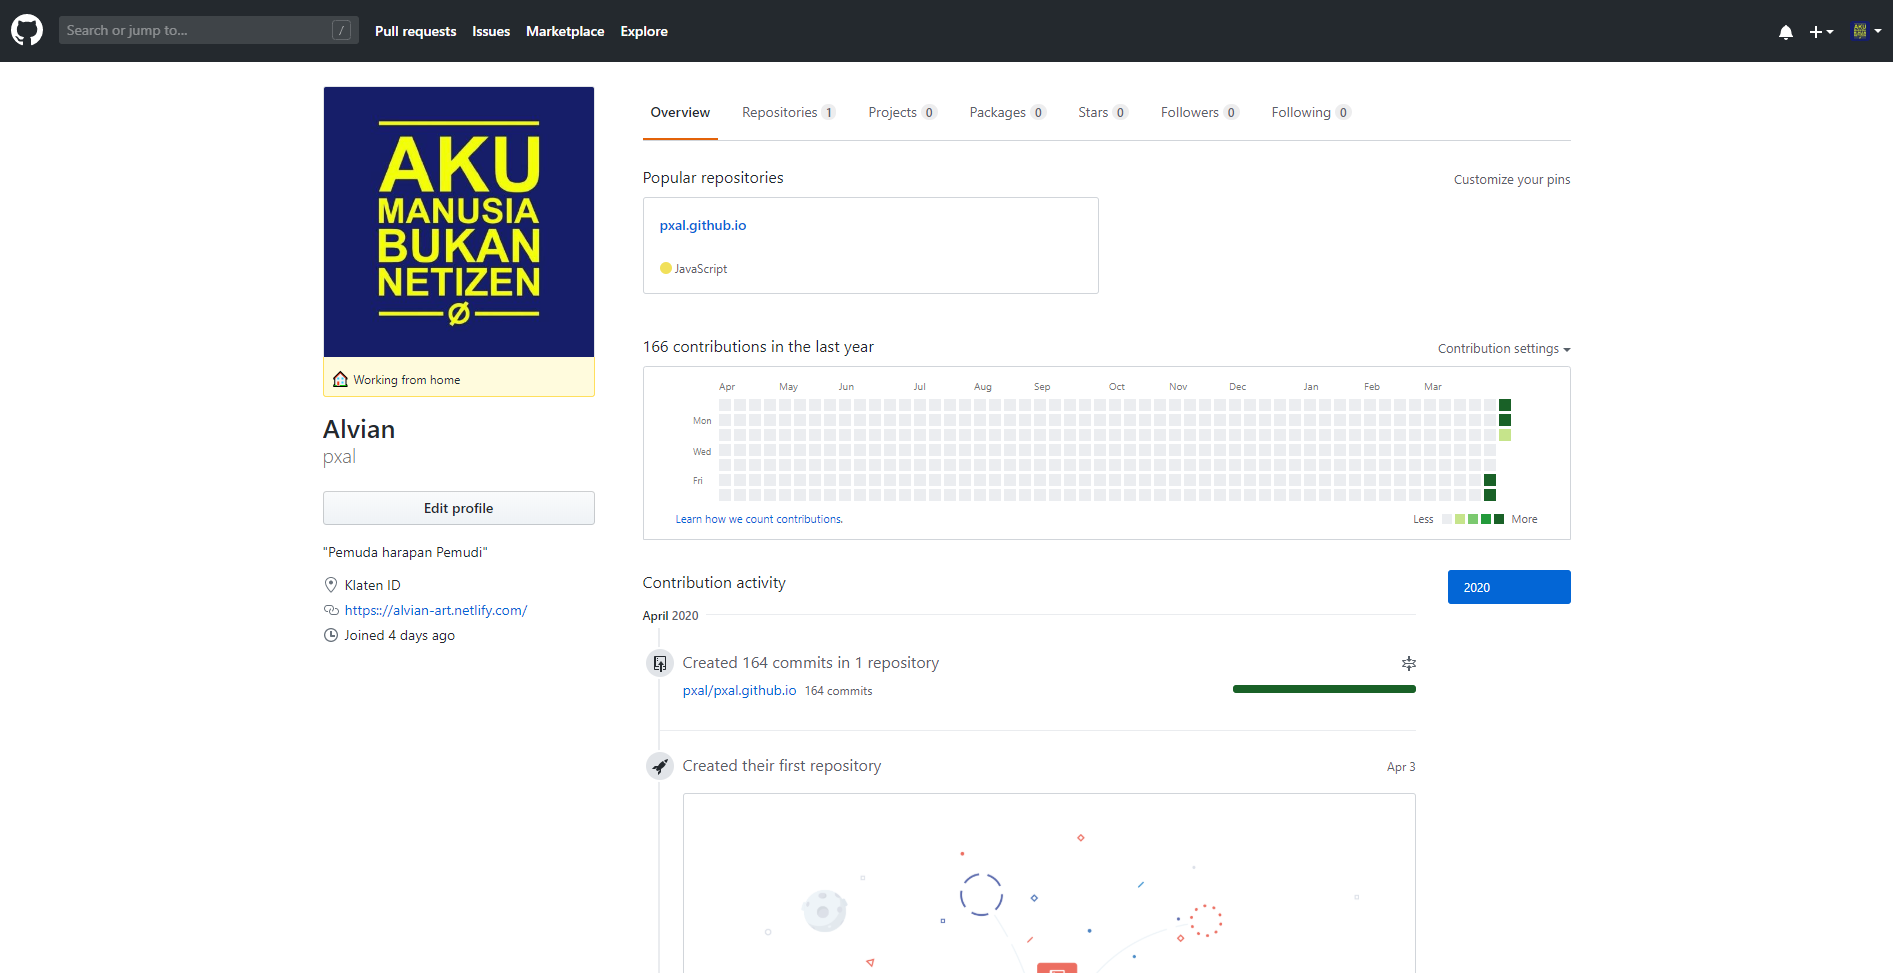 Search or jump to... /
Pull requests Issues Marketplace Explore
AKU
MANUSIA
BUKAN
NETIZEN
Working from home
Alvian
pxal
Edit profile
"Pemuda harapan Pemudi"
Klaten ID
https:://alvian-art.netlify.com/
Joined 4 days ago
Overview Repositories 1 Projects 0 Packages 0 Stars 0 Followers 0 Following 0
Popular repositories Customize your pins
pxal.github.io
JavaScript
166 contributions in the last year Contribution settings
Apr May Jun Jul Aug Sep Oct Nov Dec Jan Feb Mar
Mon
Wed
Fri
Learn how we count contributions. Less More
Contribution activity 2020
April 2020
Created 164 commits in 1 repository
pxal/pxal.github.io 164 commits
Created their first repository Apr 3